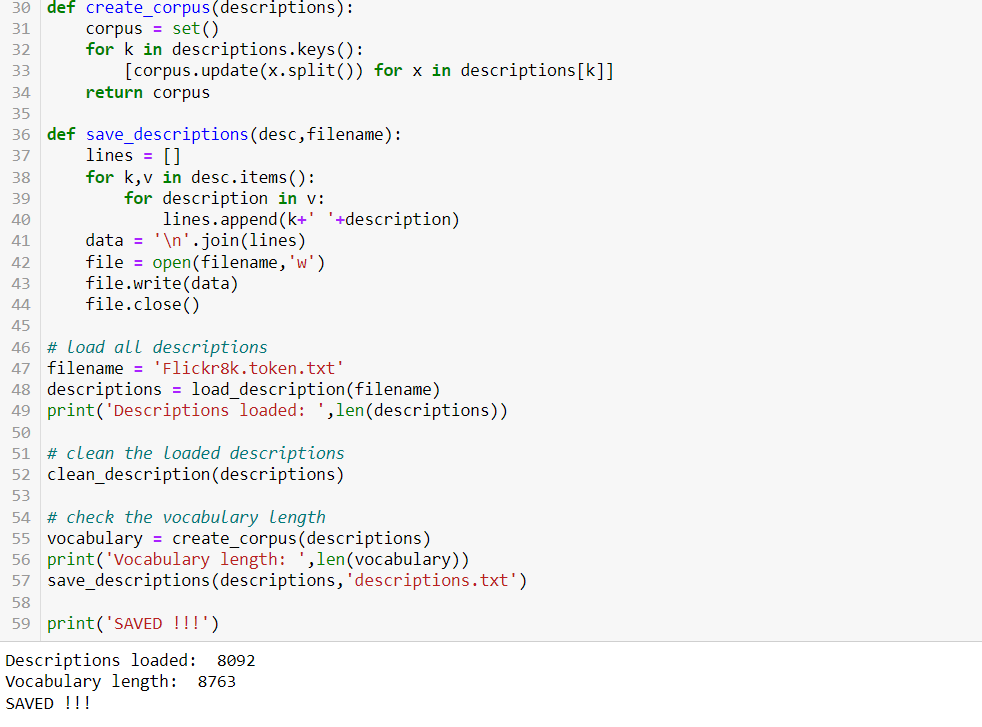 30 def create_corpus(descriptions):
31     corpus = set()
32     for k in descriptions.keys():
33         [corpus.update(x.split()) for x in descriptions[k]]
34     return corpus
35
36 def save_descriptions(desc,filename):
37     lines = []
38     for k,v in desc.items():
39         for description in v:
40             lines.append(k+' '+description)
41     data = '\n'.join(lines)
42     file = open(filename,'w')
43     file.write(data)
44     file.close()
45
46 # load all descriptions
47 filename = 'Flickr8k.token.txt'
48 descriptions = load_description(filename)
49 print('Descriptions loaded: ',len(descriptions))
50
51 # clean the loaded descriptions
52 clean_description(descriptions)
53
54 # check the vocabulary length
55 vocabulary = create_corpus(descriptions)
56 print('Vocabulary length: ',len(vocabulary))
57 save_descriptions(descriptions,'descriptions.txt')
58
59 print('SAVED !!!')
Descriptions loaded:  8092
Vocabulary length:  8763
SAVED !!!